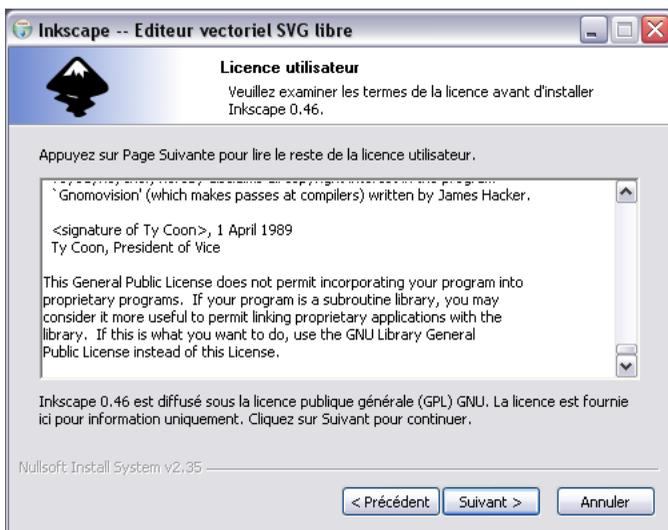 Inkscape -- Editeur vectoriel SVG libre
Licence utilisateur
Veuillez examiner les termes de la licence avant d'installer
Inkscape 0.46.
Appuyez sur Page Suivante pour lire le reste de la licence utilisateur.
`Gnomovision' (which makes passes at compilers) written by James Hacker.
<signature of Ty Coon>, 1 April 1989
Ty Coon, President of Vice
This General Public License does not permit incorporating your program into
proprietary programs.  If your program is a subroutine library, you may
consider it more useful to permit linking proprietary applications with the
library.  If this is what you want to do, use the GNU Library General
Public License instead of this License.
Inkscape 0.46 est diffusé sous la licence publique générale (GPL) GNU. La licence est fournie
ici pour information uniquement. Cliquez sur Suivant pour continuer.
Nullsoft Install System v2.35
< Précédent Suivant > Annuler